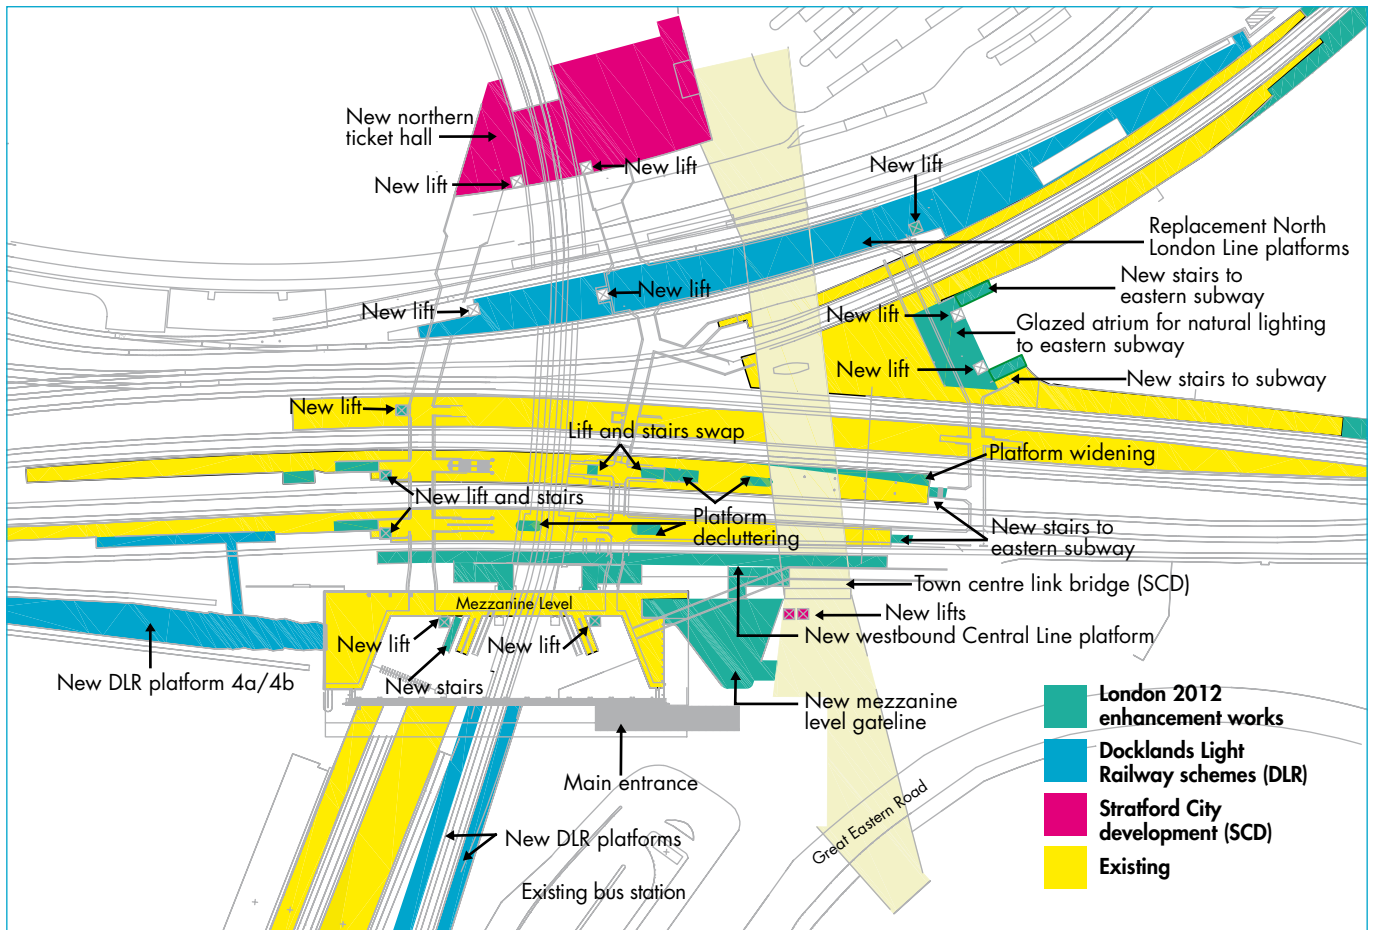 New northern
ticket hall
New lift
New lift
New lift
Replacement North
London Line platforms
New stairs to
eastern subway
New lift
New lift
New lift
Glazed atrium for natural lighting
to eastern subway
New lift
New stairs to subway
New lift
Lift and stairs swap
Platform widening
New lift and stairs
Platform
decluttering
New stairs to
eastern subway
Town centre link bridge (SCD)
Mezzanine Level
New lifts
New lift
New lift
New westbound Central Line platform
New DLR platform 4a/4b
New stairs
New mezzanine
level gateline
London 2012
enhancement works
Docklands Light
Railway schemes (DLR)
Main entrance
Great Eastern Road
Stratford City
development (SCD)
New DLR platforms
Existing
Existing bus station